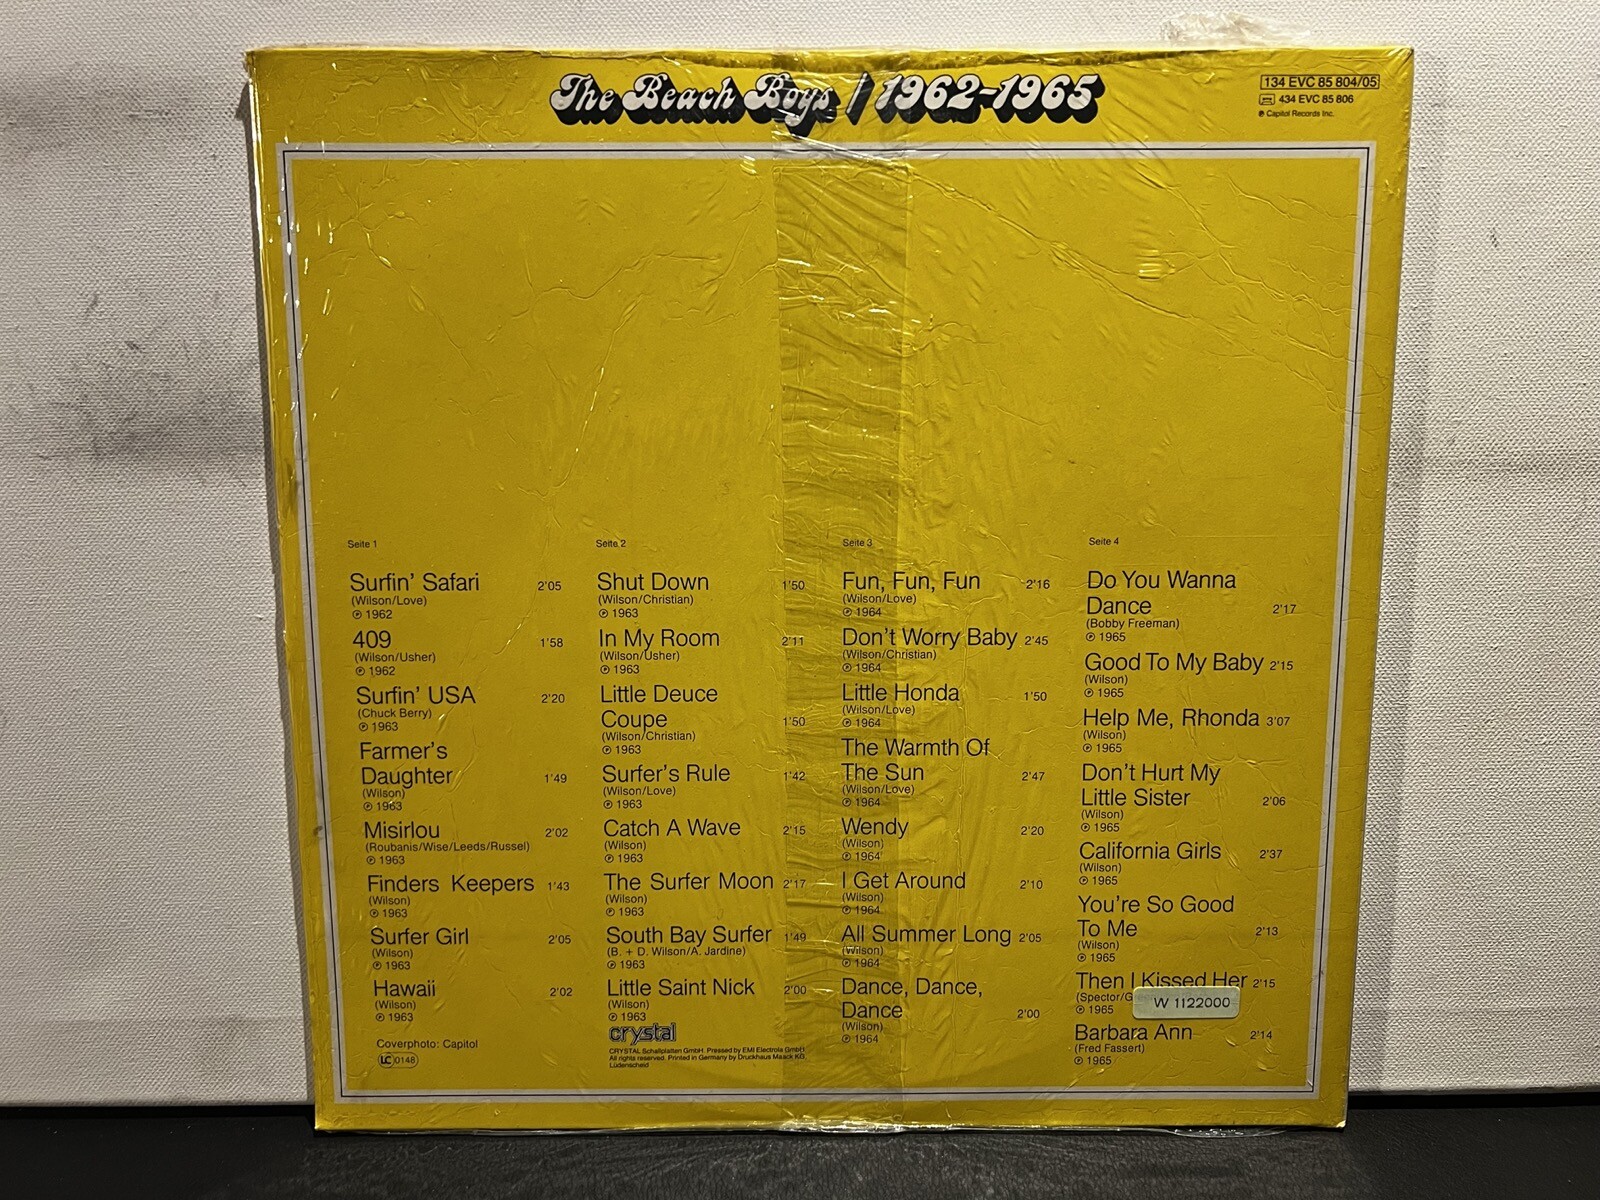 The Beach Boys / 1962-1965
134 EVC 85 804/05
434 EVC 85 806
℗ Capitol Records Inc.
Seite 1
Surfin' Safari 2'05
(Wilson/Love)
℗ 1962
409 1'58
(Wilson/Usher)
℗ 1962
Surfin' USA 2'20
(Chuck Berry)
℗ 1963
Farmer's
Daughter 1'49
(Wilson)
℗ 1963
Misirlou 2'02
(Roubanis/Wise/Leeds/Russel)
℗ 1963
Finders Keepers 1'43
(Wilson)
℗ 1963
Surfer Girl 2'05
(Wilson)
℗ 1963
Hawaii 2'02
(Wilson)
℗ 1963
Coverphoto: Capitol
LC 0148
Seite 2
Shut Down 1'50
(Wilson/Christian)
℗ 1963
In My Room 2'11
(Wilson/Usher)
℗ 1963
Little Deuce
Coupe 1'50
(Wilson/Christian)
℗ 1963
Surfer's Rule 1'42
(Wilson/Love)
℗ 1963
Catch A Wave 2'15
(Wilson)
℗ 1963
The Surfer Moon 2'17
(Wilson)
℗ 1963
South Bay Surfer 1'49
(B. + D. Wilson/A. Jardine)
℗ 1963
Little Saint Nick 2'00
(Wilson)
℗ 1963
crystal
CRYSTAL Schallplatten GmbH. Pressed by EMI Electrola GmbH
All rights reserved. Printed in Germany by Druckhaus Maack KG,
Lüdenscheid
Seite 3
Fun, Fun, Fun 2'16
(Wilson/Love)
℗ 1964
Don't Worry Baby 2'45
(Wilson/Christian)
℗ 1964
Little Honda 1'50
(Wilson/Love)
℗ 1964
The Warmth Of
The Sun 2'47
(Wilson/Love)
℗ 1964
Wendy 2'20
(Wilson)
℗ 1964
I Get Around 2'10
(Wilson)
℗ 1964
All Summer Long 2'05
(Wilson)
℗ 1964
Dance, Dance,
Dance 2'00
(Wilson)
℗ 1964
Seite 4
Do You Wanna
Dance 2'17
(Bobby Freeman)
℗ 1965
Good To My Baby 2'15
(Wilson)
℗ 1965
Help Me, Rhonda 3'07
(Wilson)
℗ 1965
Don't Hurt My
Little Sister 2'06
(Wilson)
℗ 1965
California Girls 2'37
(Wilson)
℗ 1965
You're So Good
To Me 2'13
(Wilson)
℗ 1965
Then I Kissed Her 2'15
(Spector/G
W 1122000
℗ 1965
Barbara Ann 2'14
(Fred Fassert)
℗ 1965